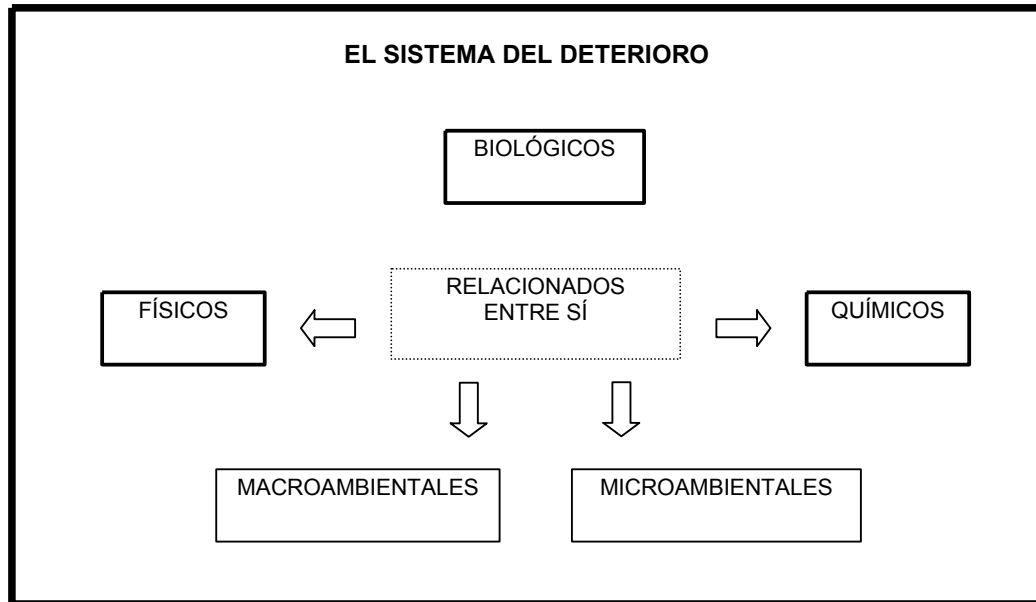 EL SISTEMA DEL DETERIORO
BIOLÓGICOS
RELACIONADOS
ENTRE SÍ
FÍSICOS
QUÍMICOS
MACROAMBIENTALES
MICROAMBIENTALES